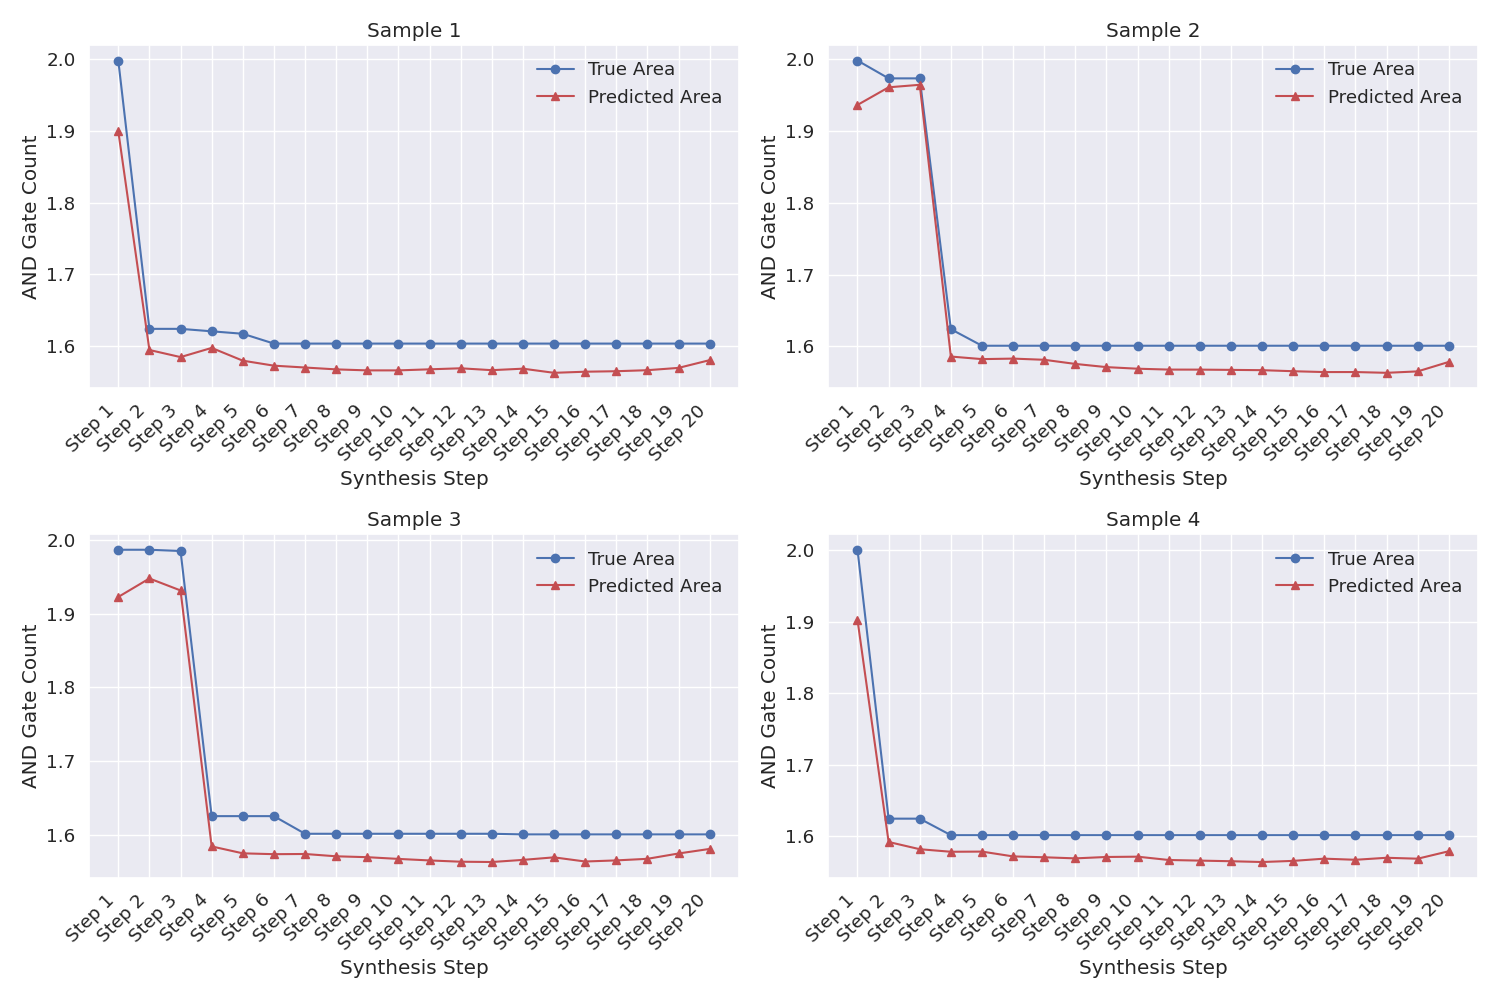 Sample 1
2.0
1.9
1.8
1.7
1.6
AND Gate Count
True Area
Predicted Area
Step 1
Step 2
Step 3
Step 4
Step 5
Step 6
Step 7
Step 8
Step 9
Step 10
Step 11
Step 12
Step 13
Step 14
Step 15
Step 16
Step 17
Step 18
Step 19
Step 20
Synthesis Step
Sample 2
2.0
1.9
1.8
1.7
1.6
AND Gate Count
True Area
Predicted Area
Step 1
Step 2
Step 3
Step 4
Step 5
Step 6
Step 7
Step 8
Step 9
Step 10
Step 11
Step 12
Step 13
Step 14
Step 15
Step 16
Step 17
Step 18
Step 19
Step 20
Synthesis Step
Sample 3
2.0
1.9
1.8
1.7
1.6
AND Gate Count
True Area
Predicted Area
Step 1
Step 2
Step 3
Step 4
Step 5
Step 6
Step 7
Step 8
Step 9
Step 10
Step 11
Step 12
Step 13
Step 14
Step 15
Step 16
Step 17
Step 18
Step 19
Step 20
Synthesis Step
Sample 4
2.0
1.9
1.8
1.7
1.6
AND Gate Count
True Area
Predicted Area
Step 1
Step 2
Step 3
Step 4
Step 5
Step 6
Step 7
Step 8
Step 9
Step 10
Step 11
Step 12
Step 13
Step 14
Step 15
Step 16
Step 17
Step 18
Step 19
Step 20
Synthesis Step